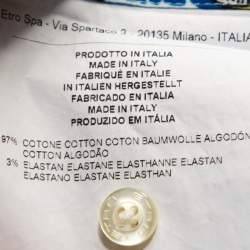 Etro Spa - Via Spartaco 3 - 20135 Milano - ITALIA
PRODOTTO IN ITALIA
MADE IN ITALY
FABRIQUÉ EN ITALIE
IN ITALIEN HERGESTELLT
FABRICADO EN ITALIA
MADE IN ITALY
PRODUZIDO EM ITÁLIA
97% COTONE COTTON COTON BAUMWOLLE ALGODÓN
COTTON ALGODÃO
3% ELASTAN ELASTANE ELASTHANNE ELASTAN
ELASTANO ELASTANE ELASTHAN